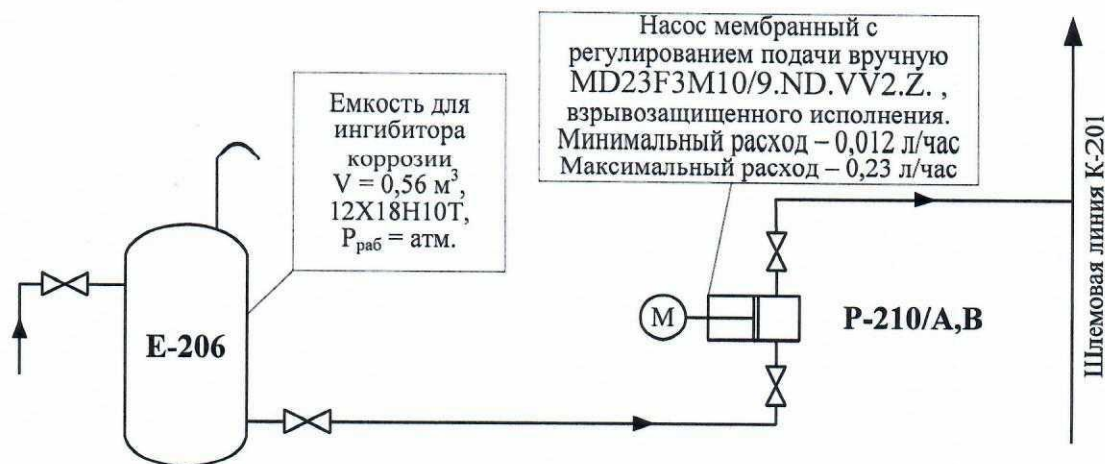 Насос мембранный с
регулированием подачи вручную
MD23F3M10/9.ND.VV2.Z. ,
взрывозащищенного исполнения.
Минимальный расход – 0,012 л/час
Максимальный расход – 0,23 л/час
Емкость для
ингибитора
коррозии
V = 0,56 м³,
12Х18Н10Т,
Pраб = атм.
Е-206
М
Р-210/А,В
Шлемовая линия К-201